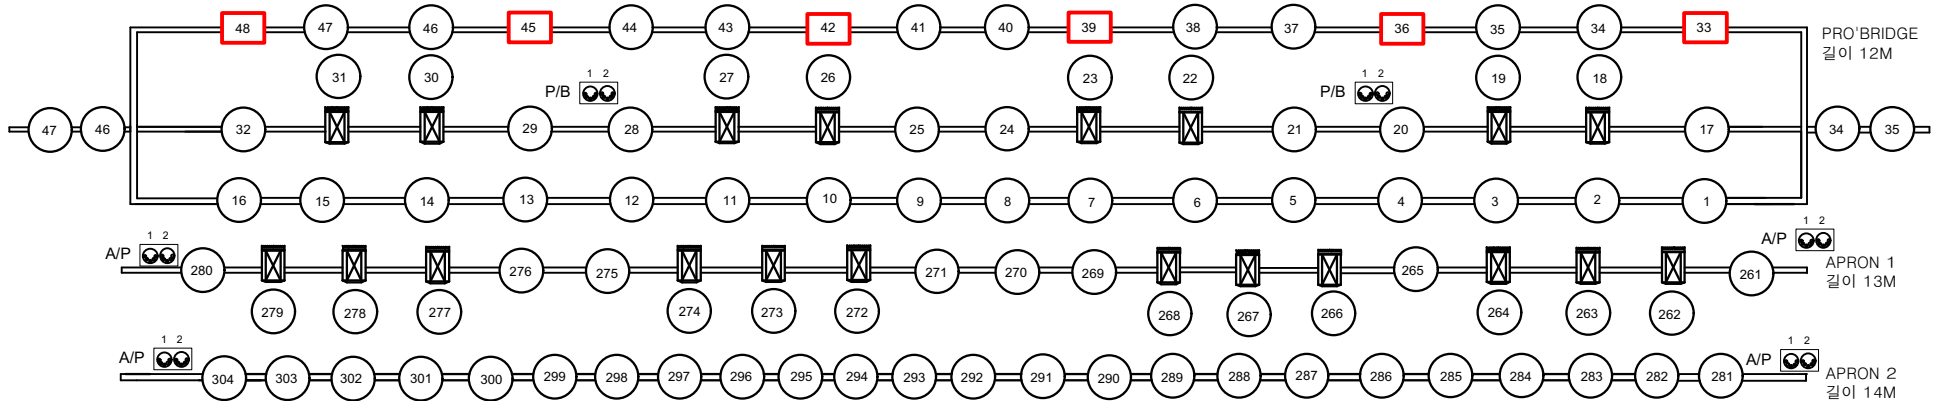 48 47 46 45 44 43 42 41 40 39 38 37 36 35 34 33
PRO'BRIDGE
길이 12M
31 30 27 26 23 22 19 18
P/B 1 2 P/B 1 2
47 46 32 29 28 25 24 21 20 17 34 35
16 15 14 13 12 11 10 9 8 7 6 5 4 3 2 1
A/P 1 2 A/P 1 2
280 276 275 271 270 269 265 261
APRON 1
길이 13M
279 278 277 274 273 272 268 267 266 264 263 262
A/P 1 2 A/P 1 2
304 303 302 301 300 299 298 297 296 295 294 293 292 291 290 289 288 287 286 285 284 283 282 281
APRON 2
길이 14M